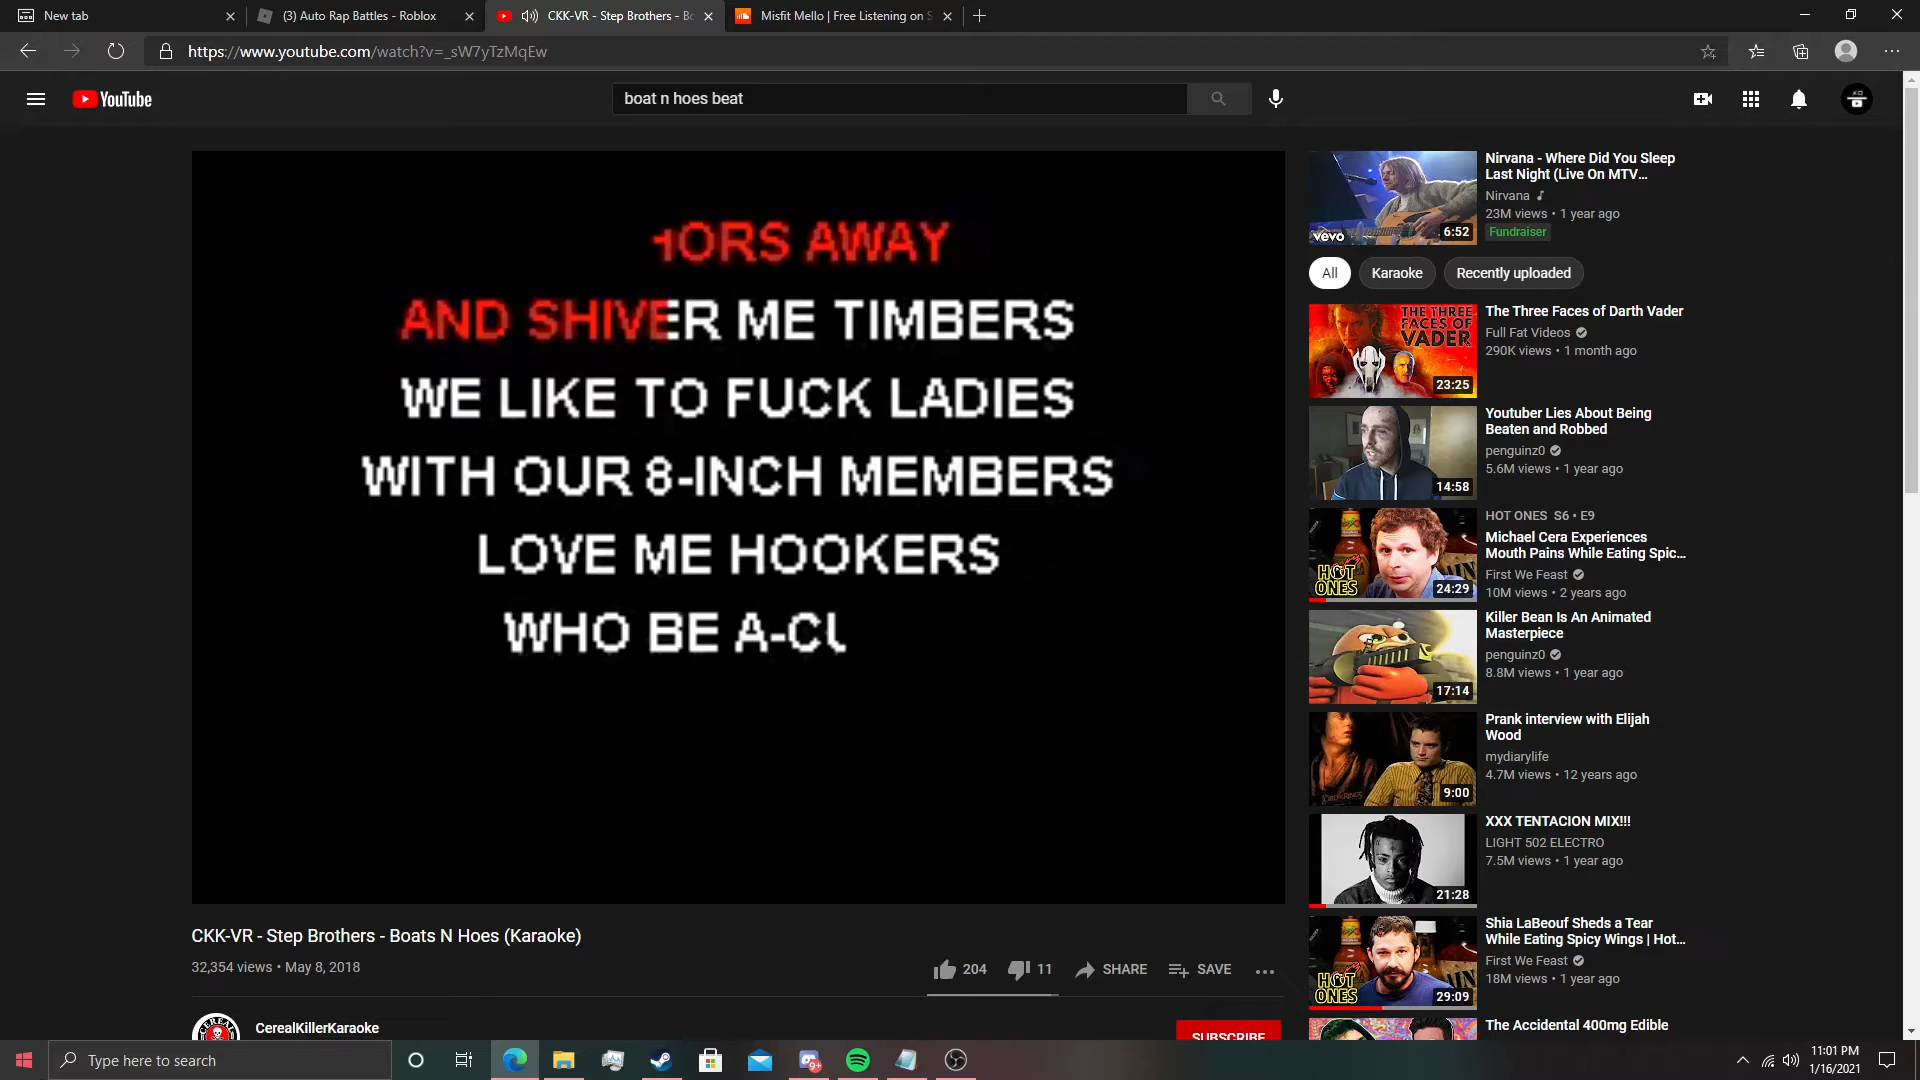 New tab
(3) Auto Rap Battles - Roblox
CKK-VR - Step Brothers - Bo
Misfit Mello | Free Listening on S
https://www.youtube.com/watch?v=_sW7yTzMqEw
YouTube
boat n hoes beat
ORS AWAY
AND SHIVER ME TIMBERS
WE LIKE TO FUCK LADIES
WITH OUR 8-INCH MEMBERS
LOVE ME HOOKERS
WHO BE A-CU
CKK-VR - Step Brothers - Boats N Hoes (Karaoke)
32,354 views • May 8, 2018
204
11
SHARE
SAVE
CEREAL
CerealKillerKaraoke
SUBSCRIBE
vevo
6:52
Nirvana - Where Did You Sleep
Last Night (Live On MTV...
Nirvana
23M views • 1 year ago
Fundraiser
All
Karaoke
Recently uploaded
THE THREE
FACES OF
VADER
23:25
The Three Faces of Darth Vader
Full Fat Videos
290K views • 1 month ago
14:58
Youtuber Lies About Being
Beaten and Robbed
penguinz0
5.6M views • 1 year ago
HOT
ONES
24:29
HOT ONES S6 • E9
Michael Cera Experiences
Mouth Pains While Eating Spic...
First We Feast
10M views • 2 years ago
17:14
Killer Bean Is An Animated
Masterpiece
penguinz0
8.8M views • 1 year ago
9:00
Prank interview with Elijah
Wood
mydiarylife
4.7M views • 12 years ago
21:28
XXX TENTACION MIX!!!
LIGHT 502 ELECTRO
7.5M views • 1 year ago
HOT
ONES
29:09
Shia LaBeouf Sheds a Tear
While Eating Spicy Wings | Hot...
First We Feast
18M views • 1 year ago
The Accidental 400mg Edible
Type here to search
9+
11:01 PM
1/16/2021